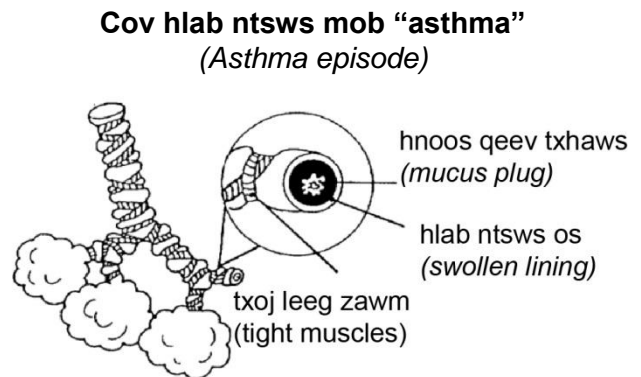 Cov hlab ntsws mob “asthma”
(Asthma episode)
hnoos qeev txhaws
(mucus plug)
hlab ntsws os
(swollen lining)
txoj leeg zawm
(tight muscles)